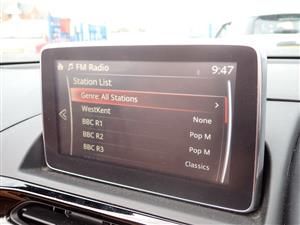 FM Radio 9:47
Station List
Genre: All Stations
WestKent None
BBC R1 Pop M
BBC R2 Pop M
BBC R3 Classics